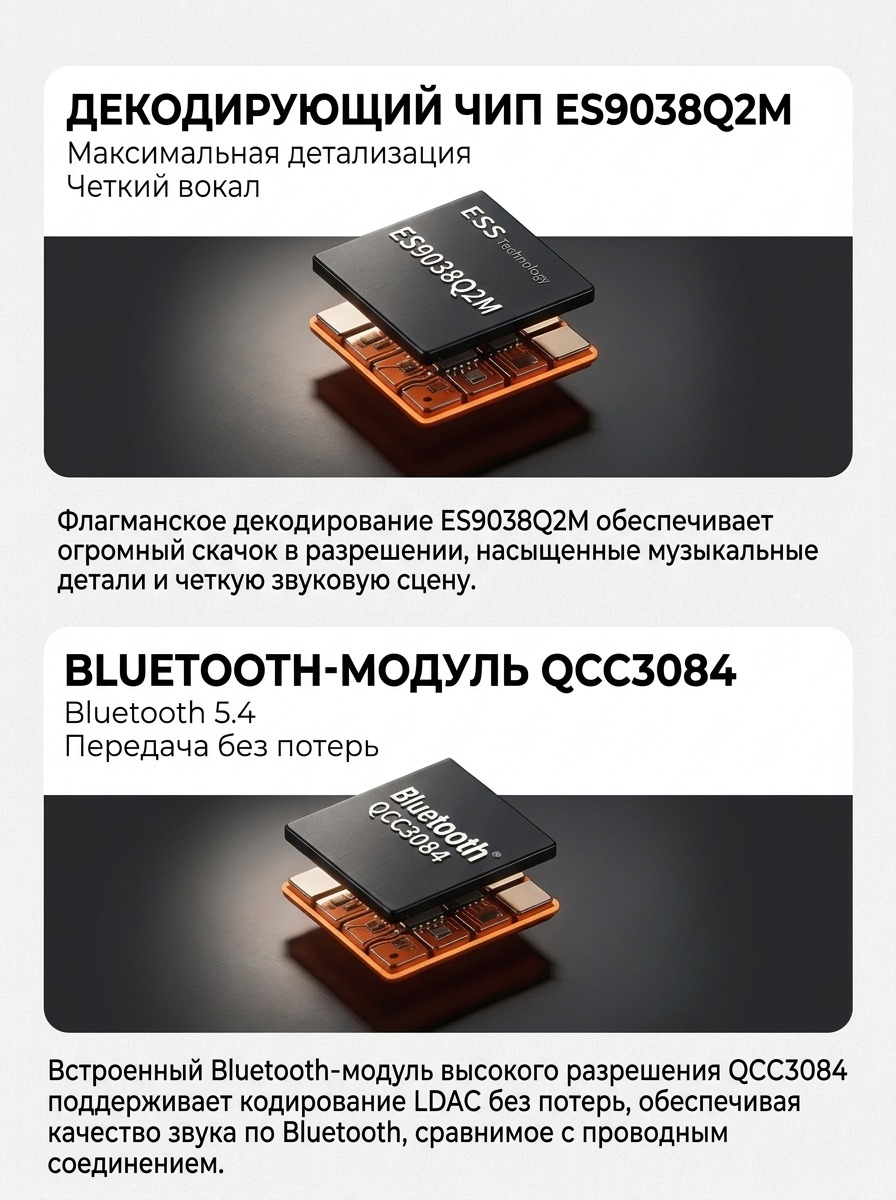 ДЕКОДИРУЮЩИЙ ЧИП ES9038Q2M
Максимальная детализация
Четкий вокал
ESS Technology
ES9038Q2M
Флагманское декодирование ES9038Q2M обеспечивает
огромный скачок в разрешении, насыщенные музыкальные
детали и четкую звуковую сцену.
BLUETOOTH-МОДУЛЬ QCC3084
Bluetooth 5.4
Передача без потерь
Bluetooth®
QCC3084
Встроенный Bluetooth-модуль высокого разрешения QCC3084
поддерживает кодирование LDAC без потерь, обеспечивая
качество звука по Bluetooth, сравнимое с проводным
соединением.